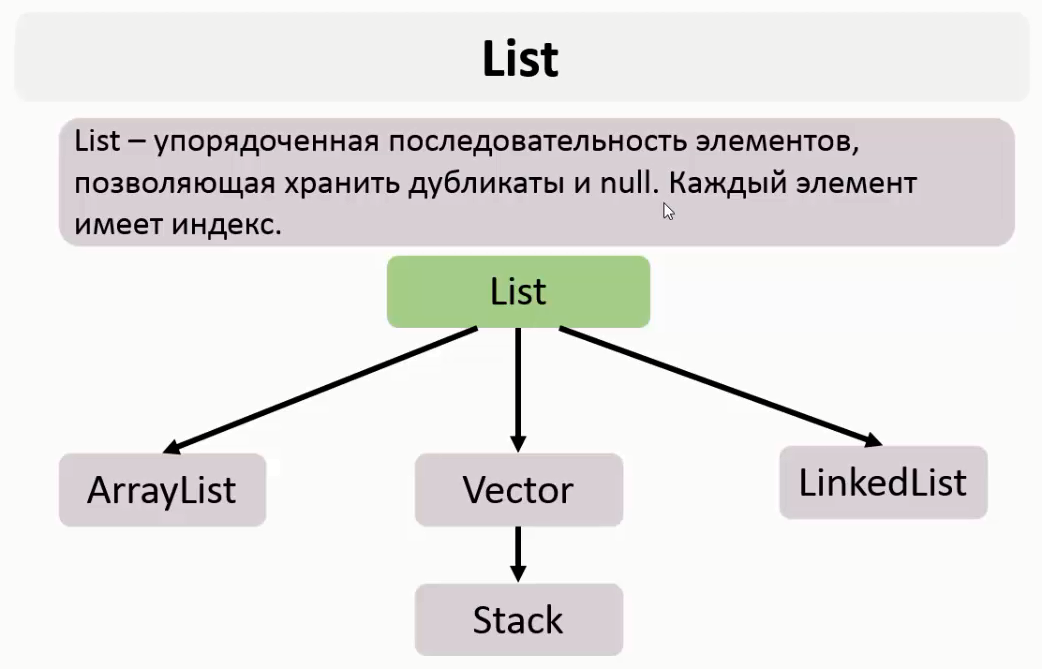 List
List – упорядоченная последовательность элементов,
позволяющая хранить дубликаты и null. Каждый элемент
имеет индекс.
List
ArrayList
Vector
LinkedList
Stack